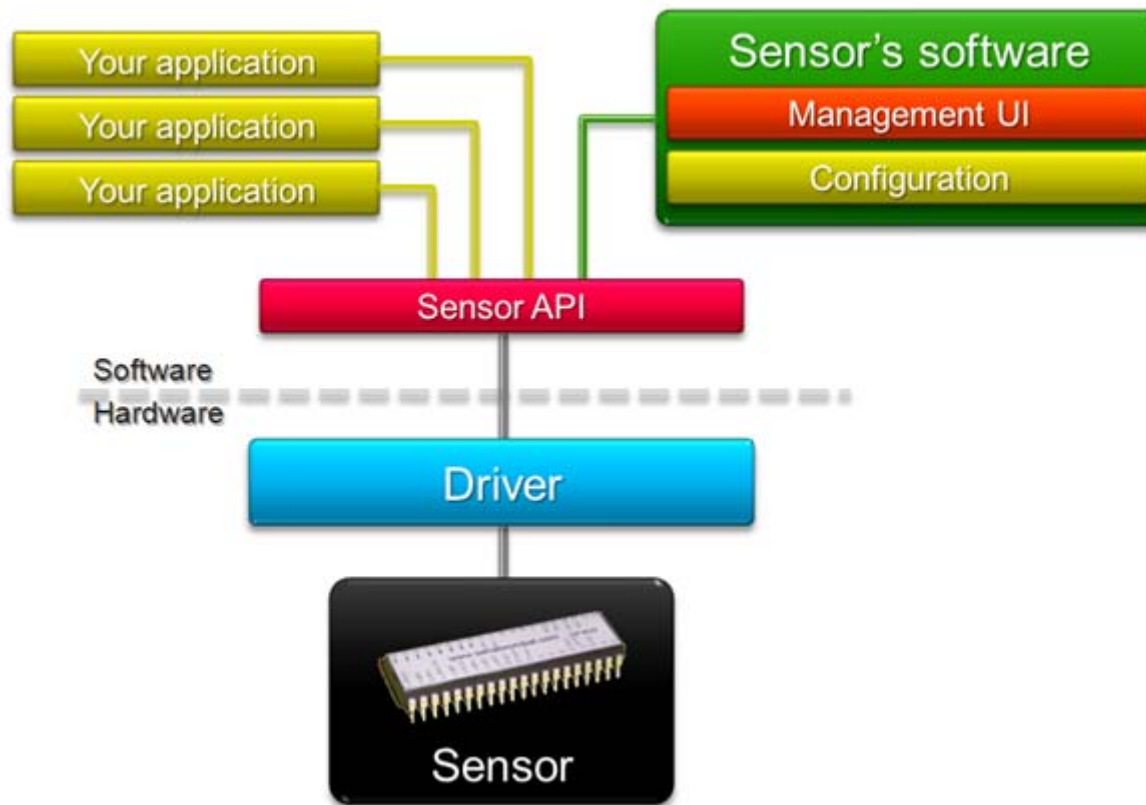 Your application
Your application
Your application
Sensor's software
Management UI
Configuration
Sensor API
Software
Hardware
Driver
Sensor